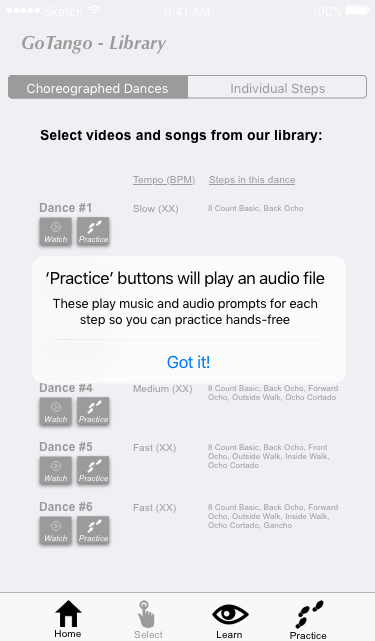 Sketch 9:41 AM 100%
GoTango - Library
Choreographed Dances Individual Steps
Select videos and songs from our library:
Tempo (BPM) Steps in this dance
Dance #1 Slow (XX) 8 Count Basic, Back Ocho
Watch Practice
'Practice' buttons will play an audio file
These play music and audio prompts for each
step so you can practice hands-free
Got it!
Dance #4 Medium (XX) 8 Count Basic, Back Ocho, Forward
Ocho, Outside Walk, Ocho Cortado
Watch Practice
Dance #5 Fast (XX) 8 Count Basic, Back Ocho, Front
Ocho, Outside Walk, Inside Walk,
Ocho Cortado
Watch Practice
Dance #6 Fast (XX) 8 Count Basic, Back Ocho, Forward
Ocho, Outside Walk, Inside Walk,
Ocho Cortado, Gancho
Watch Practice
Home Select Learn Practice